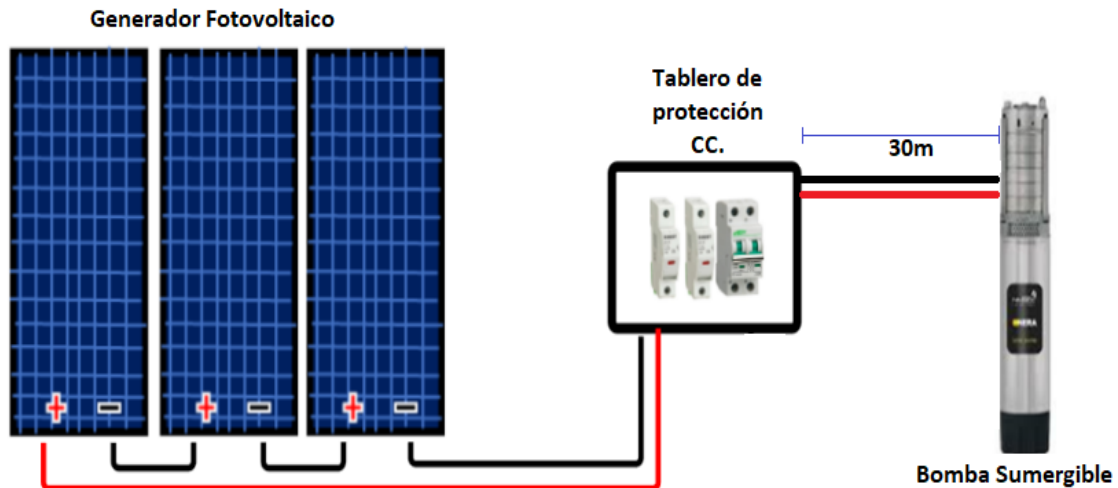 Generador Fotovoltaico
Tablero de
protección
CC.
30m
+ − + − + −
Bomba Sumergible